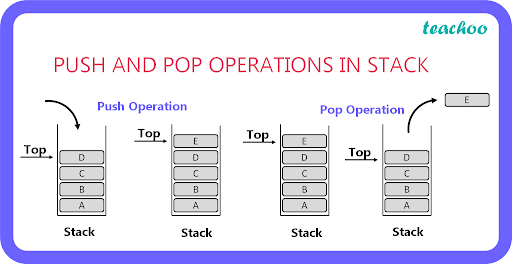 teachoo
PUSH AND POP OPERATIONS IN STACK
Push Operation
Pop Operation
E
Top
D
C
B
A
Stack
Top
E
D
C
B
A
Stack
Top
E
D
C
B
A
Stack
Top
D
C
B
A
Stack